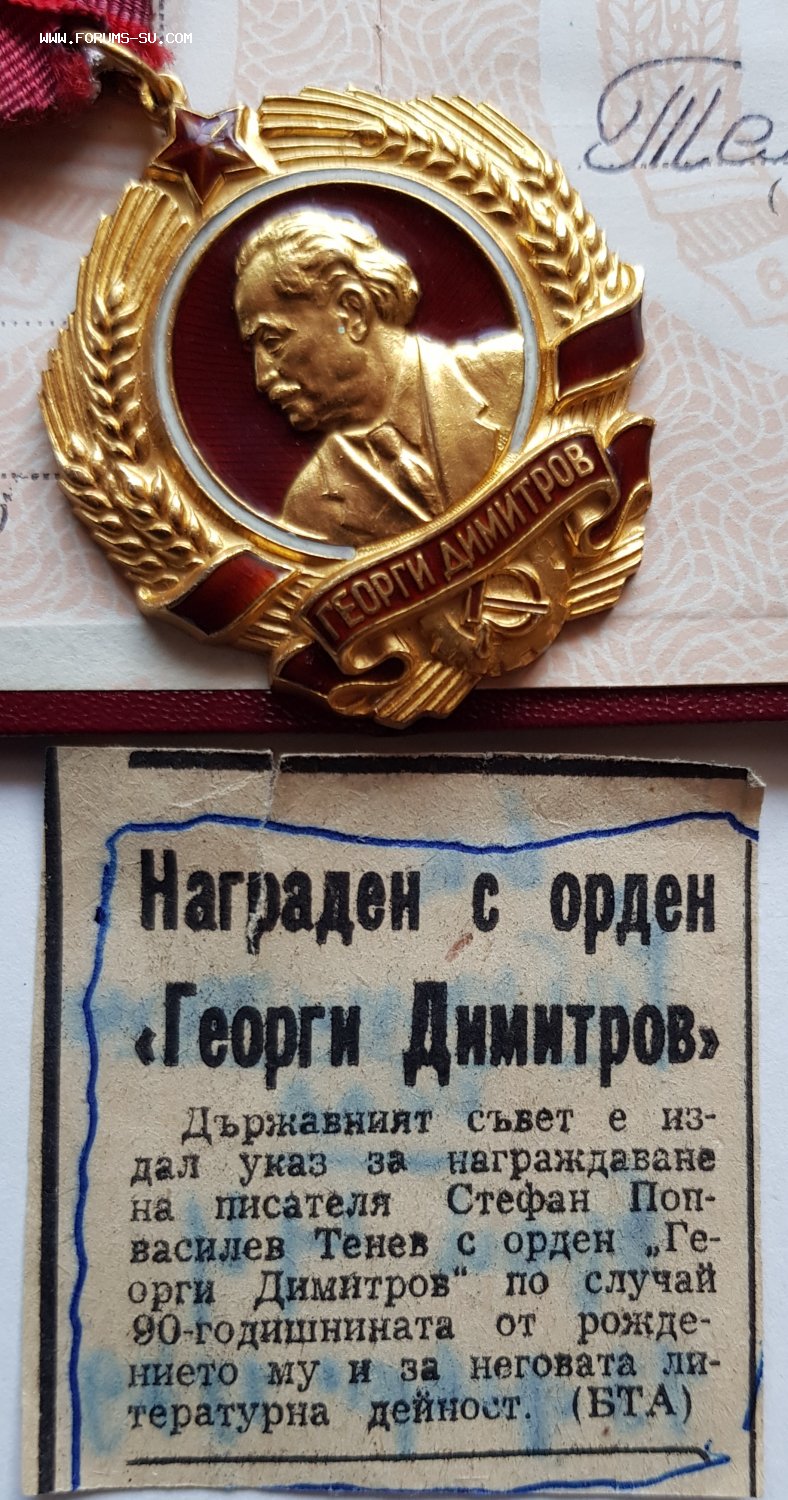 WWW.FORUMS-SU.COM
ГЕОРГИ ДИМИТРОВ
Награден с орден
«Георги Димитров»
Държавният съвет е из-
дал указ за награждаване
на писателя Стефан Поп-
василев Тенев с орден „Ге-
орги Димитров“ по случай
90-годишнината от рожде-
нието му и за неговата ли-
тературна дейност. (БТА)